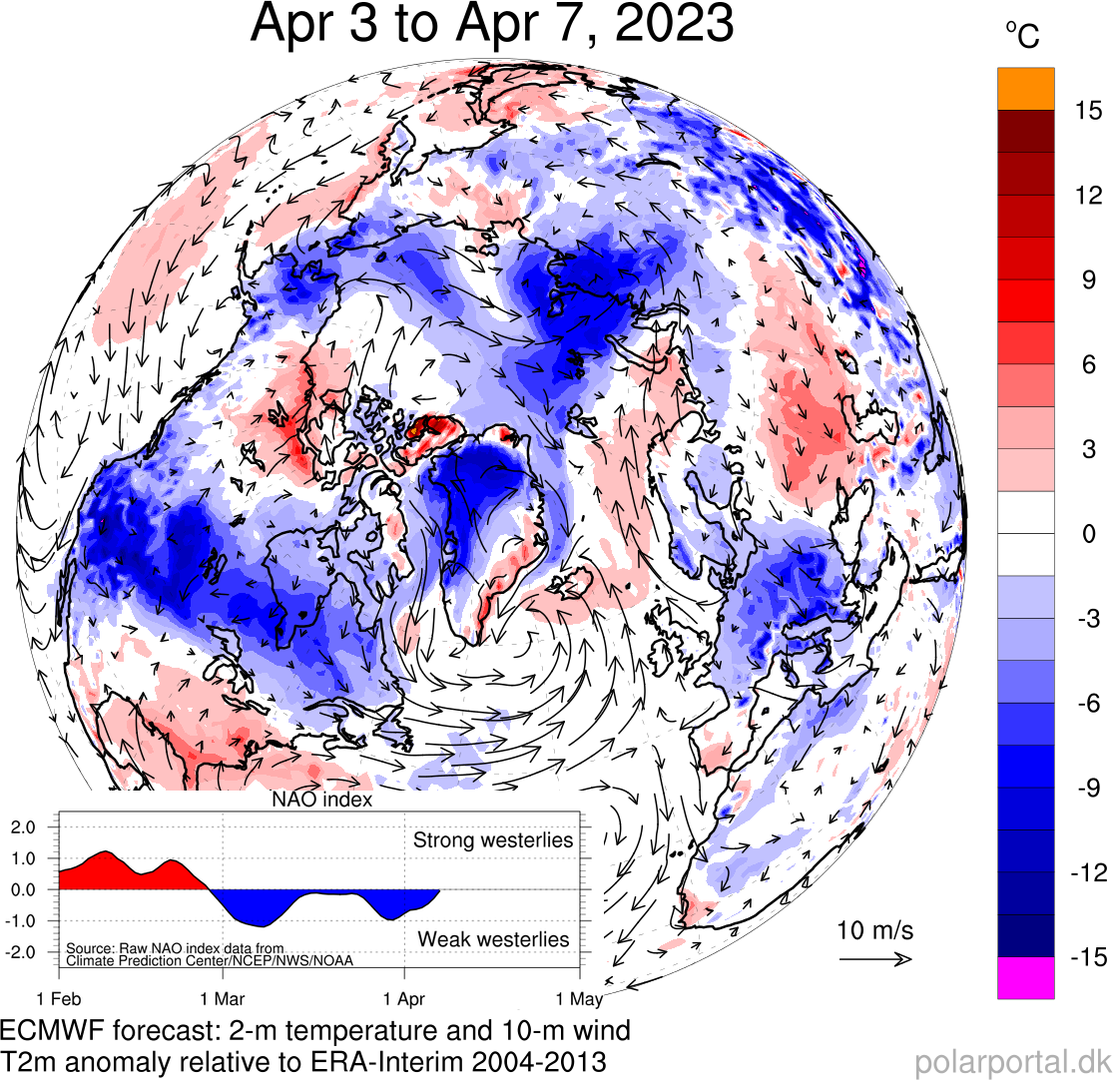 Apr 3 to Apr 7, 2023
°C
15
12
9
6
3
0
-3
-6
-9
-12
-15
NAO index
2.0
1.0
0.0
-1.0
-2.0
Strong westerlies
Weak westerlies
Source: Raw NAO index data from
Climate Prediction Center/NCEP/NWS/NOAA
1 Feb
1 Mar
1 Apr
1 May
10 m/s
ECMWF forecast: 2-m temperature and 10-m wind
T2m anomaly relative to ERA-Interim 2004-2013
polarportal.dk